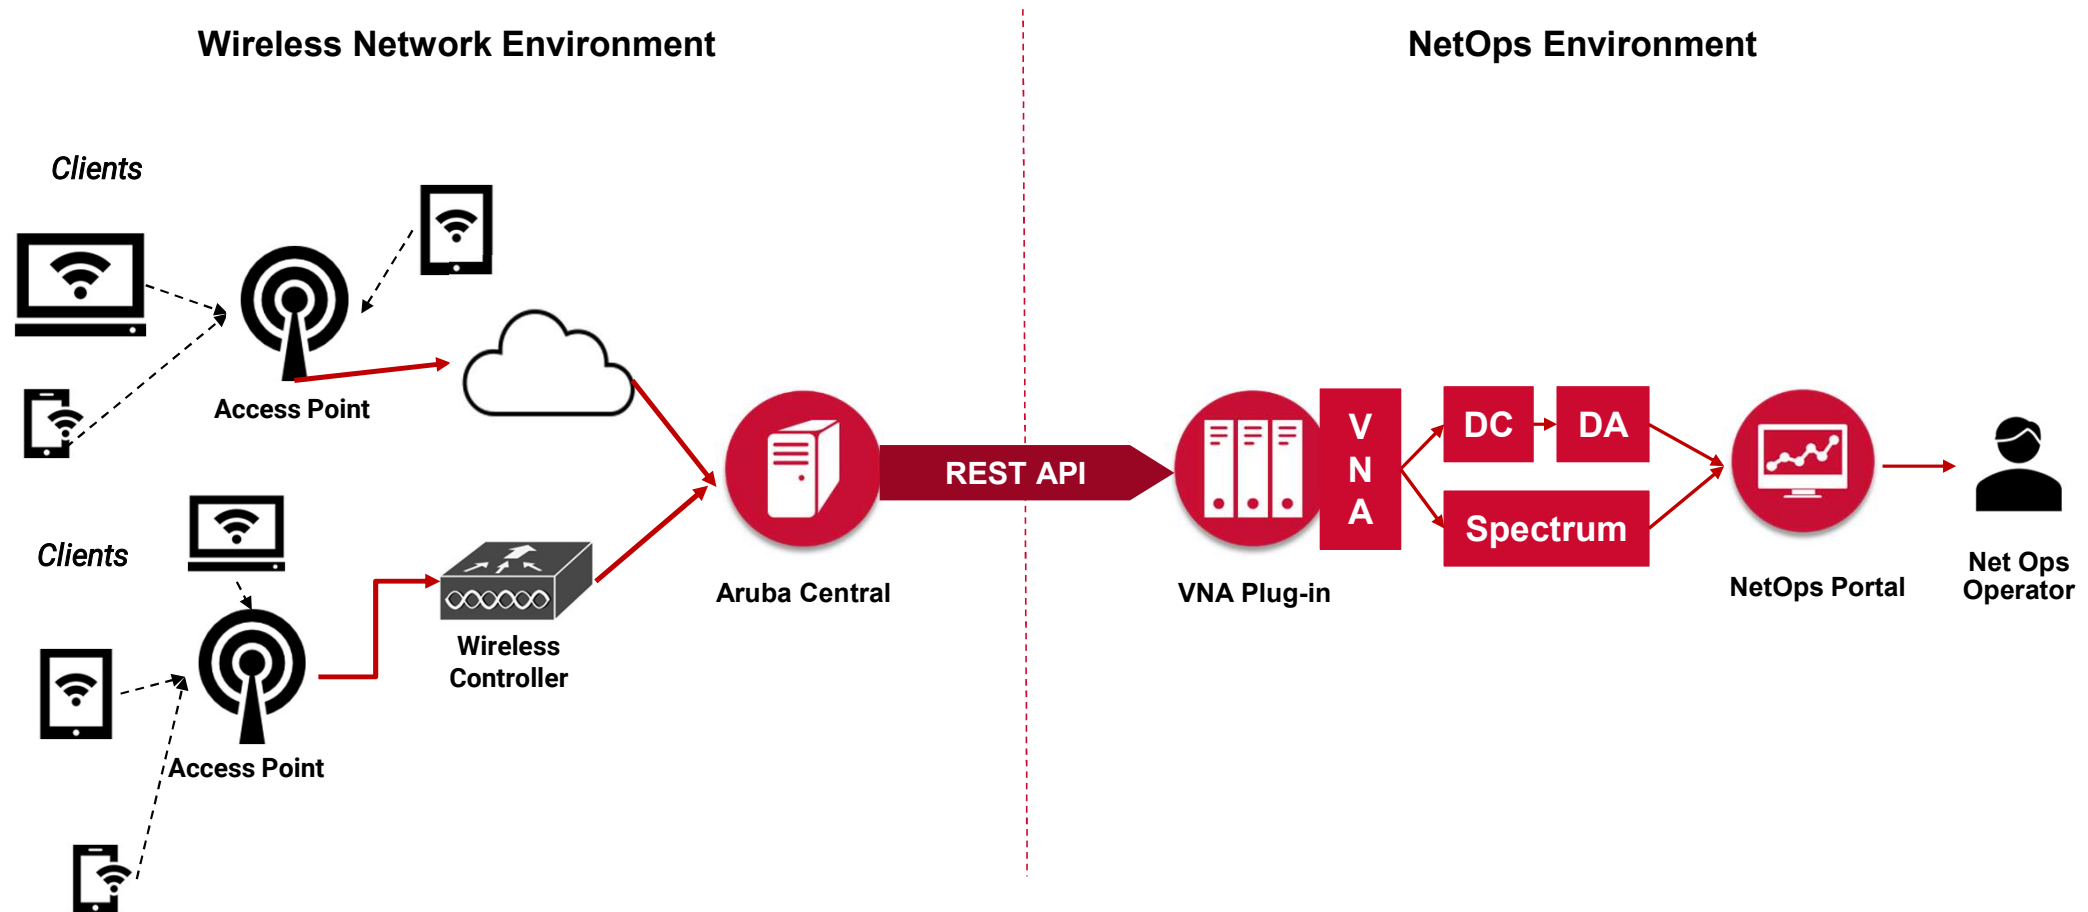 Wireless Network Environment
NetOps Environment
Clients
Access Point
Clients
Access Point
Wireless
Controller
Aruba Central
REST API
VNA Plug-in
V
N
A
DC
DA
Spectrum
NetOps Portal
Net Ops
Operator